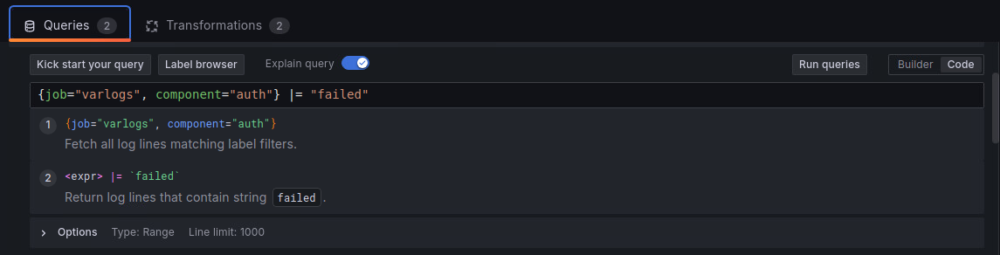 Queries 2 Transformations 2
Kick start your query Label browser Explain query Run queries Builder Code
{job="varlogs", component="auth"} |= "failed"
1 {job="varlogs", component="auth"}
Fetch all log lines matching label filters.
2 <expr> |= `failed`
Return log lines that contain string failed .
Options Type: Range Line limit: 1000